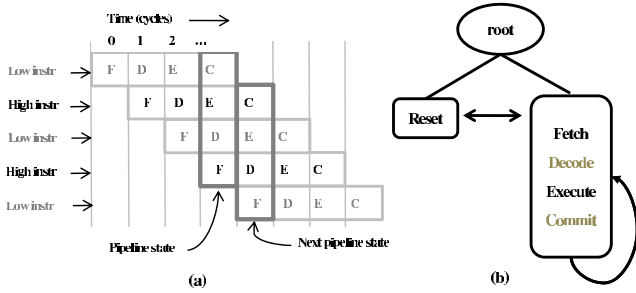 Time (cycles)
0 1 2 ...
Low instr F D E C
High instr F D E C
Low instr F D E C
High instr F D E C
Low instr F D E C
Pipeline state
Next pipeline state
(a)
root
Reset
Fetch
Decode
Execute
Commit
(b)